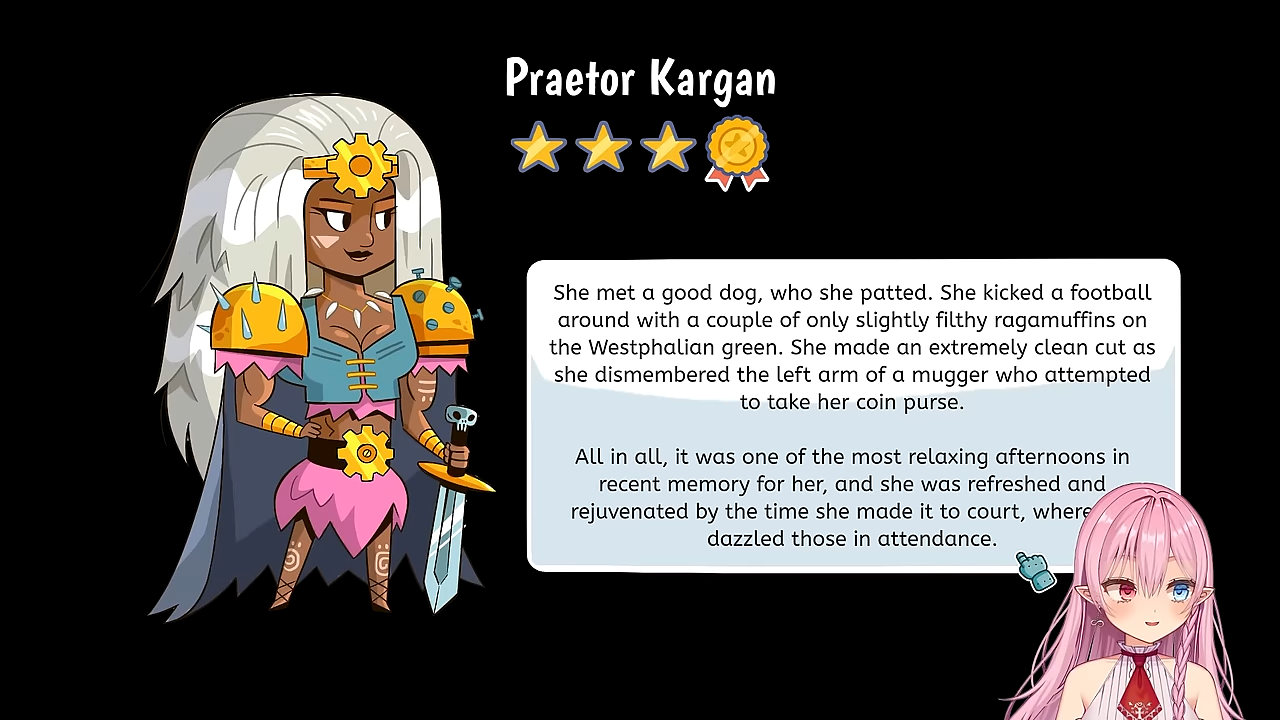 Praetor Kargan
She met a good dog, who she patted. She kicked a football
around with a couple of only slightly filthy ragamuffins on
the Westphalian green. She made an extremely clean cut as
she dismembered the left arm of a mugger who attempted
to take her coin purse.
All in all, it was one of the most relaxing afternoons in
recent memory for her, and she was refreshed and
rejuvenated by the time she made it to court, where
dazzled those in attendance.